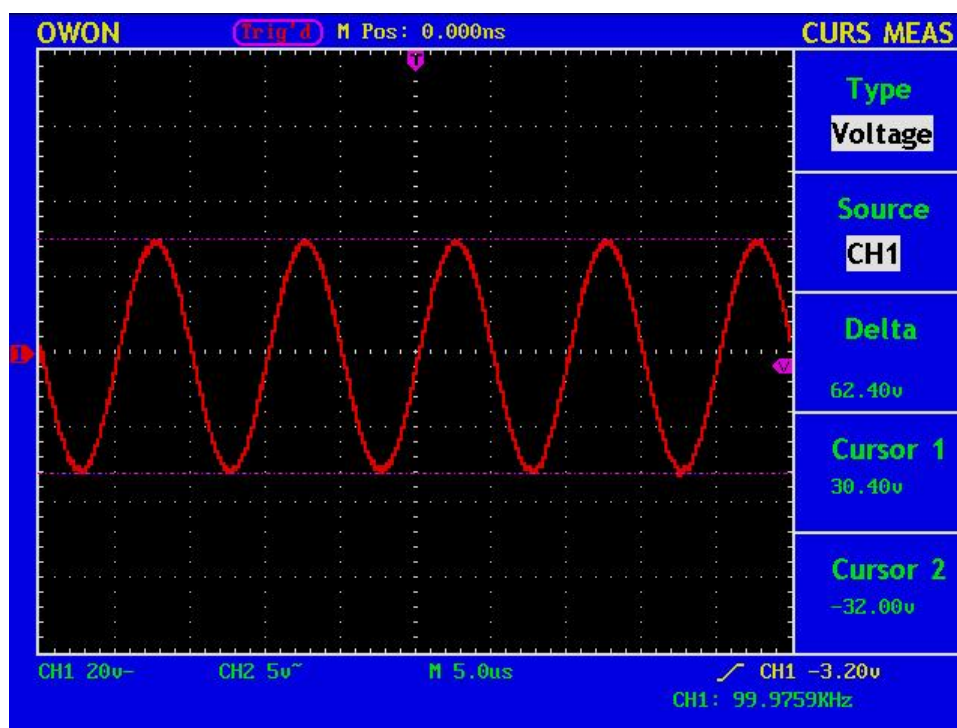 OWON Trig'd M Pos: 0.000ns CURS MEAS
T
Type
Voltage
Source
CH1
Delta
62.40v
Cursor 1
30.40v
Cursor 2
-32.00v
1
CH1 20v- CH2 5v~ M 5.0us CH1 -3.20v
CH1: 99.9759KHz